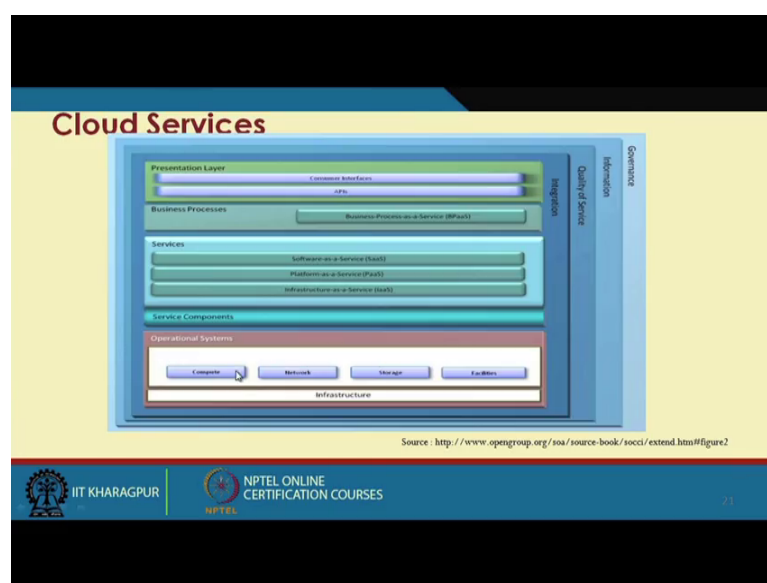 Cloud Services
Presentation Layer
Consumer Interfaces
APIs
Business Processes
Business-Process-as-a-Service (BPaaS)
Services
Software-as-a-Service (SaaS)
Platform-as-a-Service (PaaS)
Infrastructure-as-a-Service (IaaS)
Service Components
Operational Systems
Compute
Network
Storage
Facilities
Infrastructure
Integration
Quality of Service
Information
Governance
Source : http://www.opengroup.org/soa/source-book/socci/extend.htm#figure2
IIT KHARAGPUR
NPTEL
NPTEL ONLINE
CERTIFICATION COURSES
21